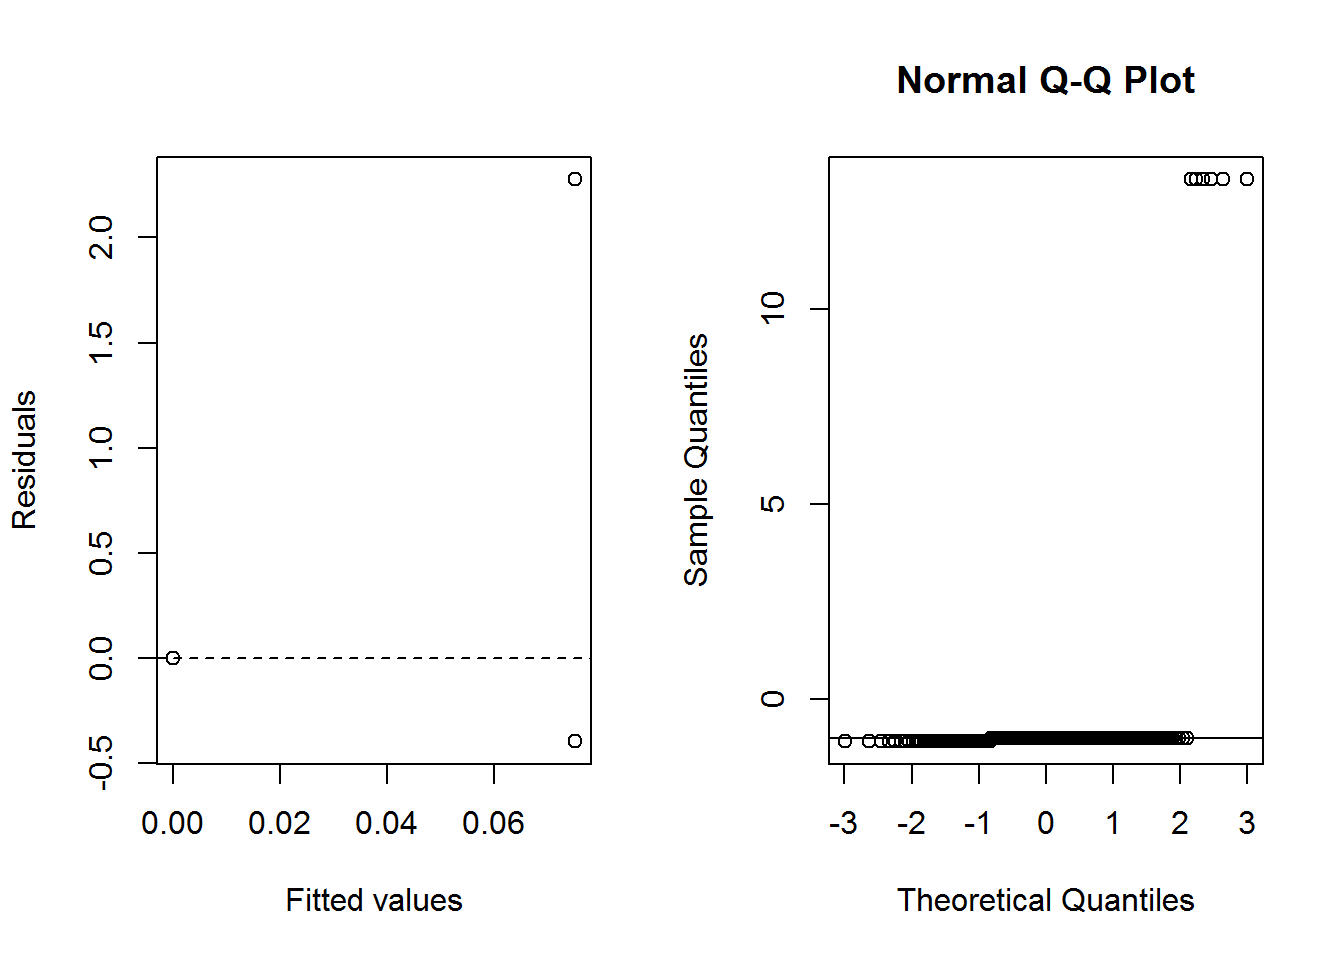 Residuals
2.0
1.5
1.0
0.5
0.0
-0.5
0.00 0.02 0.04 0.06
Fitted values
Normal Q-Q Plot
Sample Quantiles
10
5
0
-3 -2 -1 0 1 2 3
Theoretical Quantiles